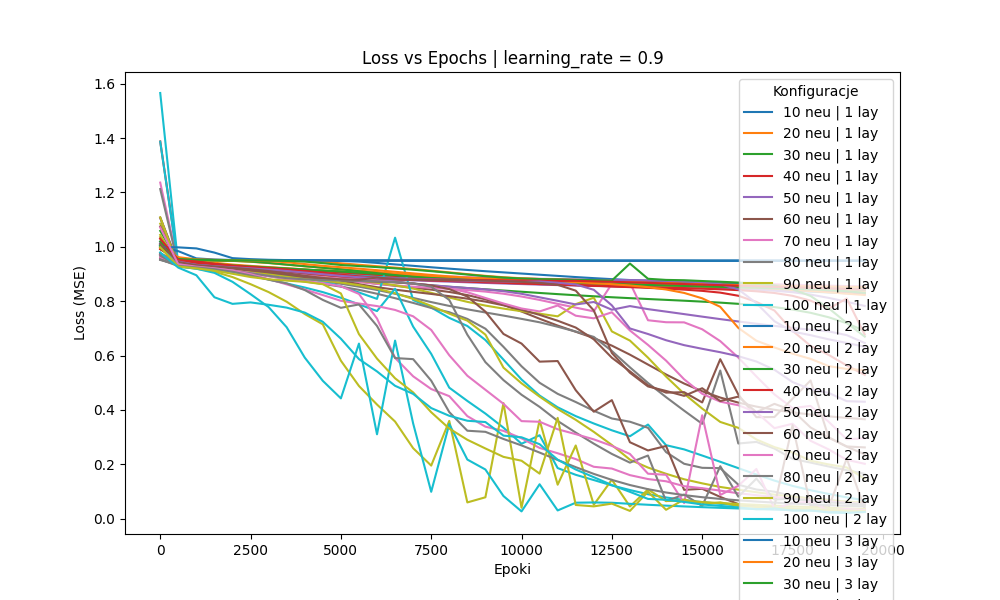 Loss vs Epochs | learning_rate = 0.9
Loss (MSE)
1.6
1.4
1.2
1.0
0.8
0.6
0.4
0.2
0.0
0
2500
5000
7500
10000
12500
15000
17500
20000
Epoki
Konfiguracje
10 neu | 1 lay
20 neu | 1 lay
30 neu | 1 lay
40 neu | 1 lay
50 neu | 1 lay
60 neu | 1 lay
70 neu | 1 lay
80 neu | 1 lay
90 neu | 1 lay
100 neu | 1 lay
10 neu | 2 lay
20 neu | 2 lay
30 neu | 2 lay
40 neu | 2 lay
50 neu | 2 lay
60 neu | 2 lay
70 neu | 2 lay
80 neu | 2 lay
90 neu | 2 lay
100 neu | 2 lay
10 neu | 3 lay
20 neu | 3 lay
30 neu | 3 lay